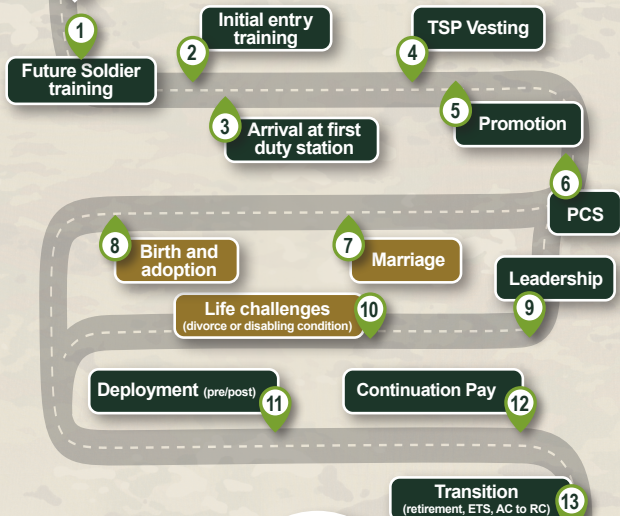 1
Future Soldier
training
2
Initial entry
training
3
Arrival at first
duty station
4
TSP Vesting
5
Promotion
6
PCS
7
Marriage
8
Birth and
adoption
9
Leadership
10
Life challenges
(divorce or disabling condition)
11
Deployment (pre/post)
12
Continuation Pay
13
Transition
(retirement, ETS, AC to RC)